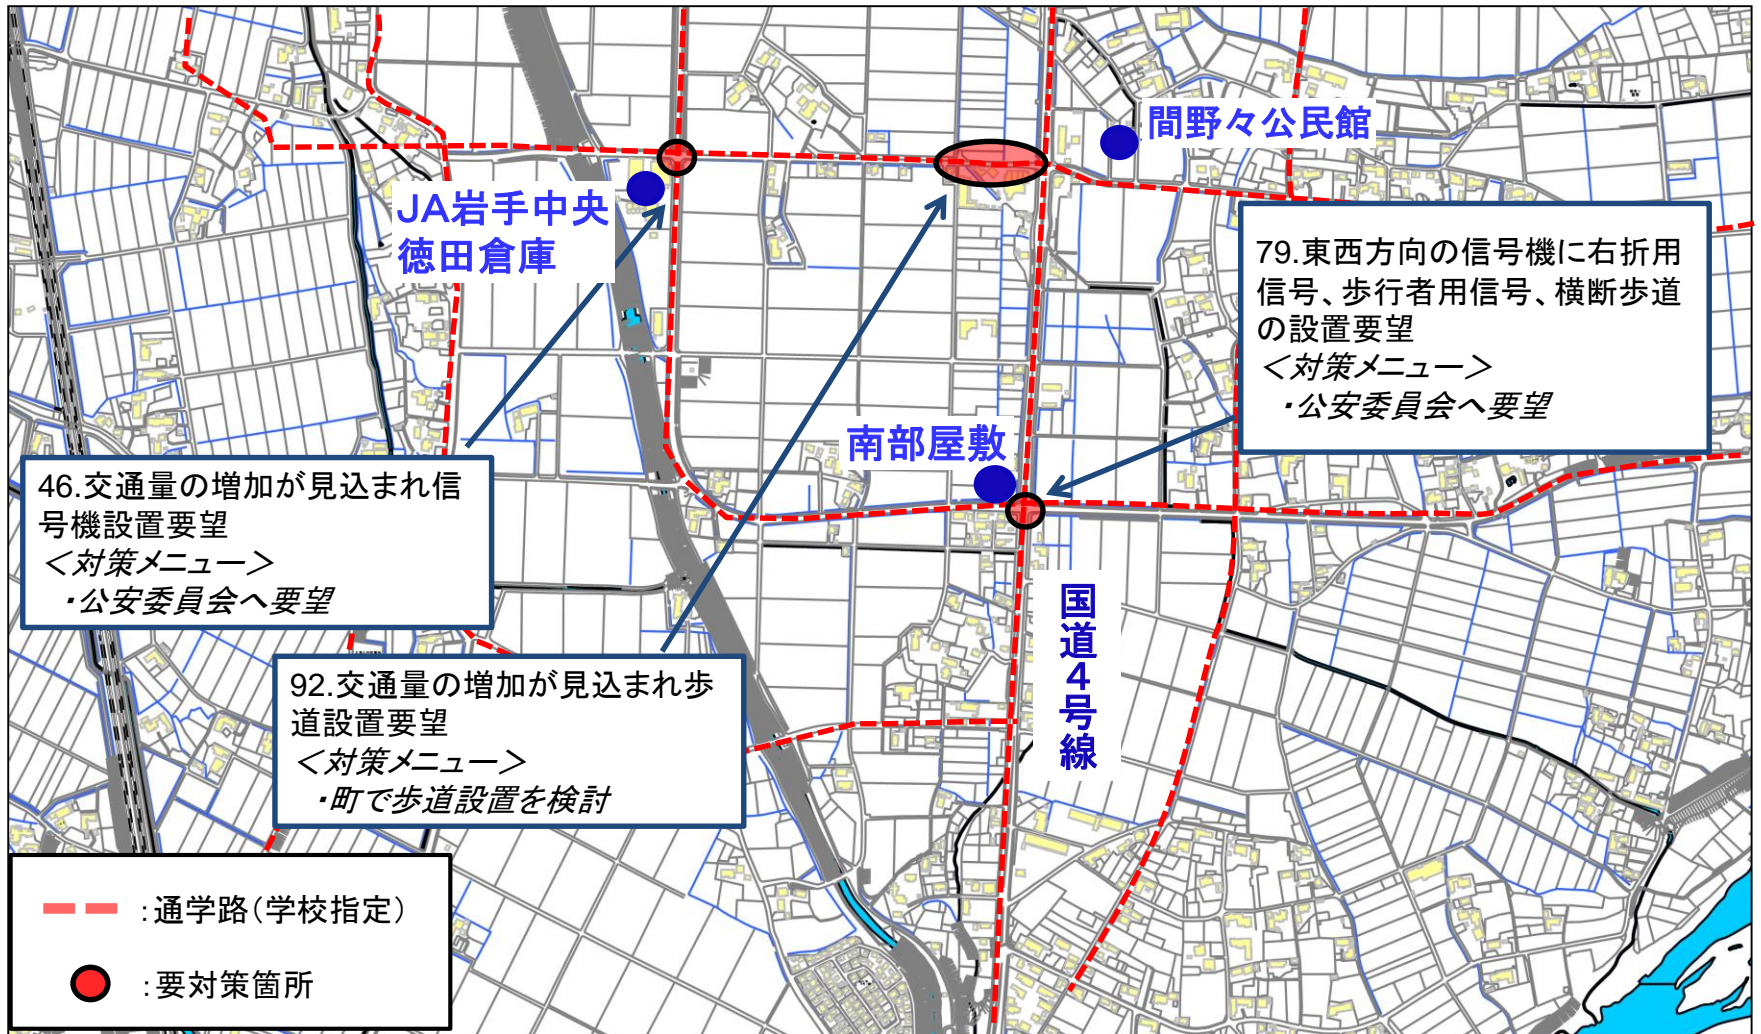 間野々公民館
JA岩手中央
徳田倉庫
79.東西方向の信号機に右折用
信号、歩行者用信号、横断歩道
の設置要望
＜対策メニュー＞
・公安委員会へ要望
南部屋敷
46.交通量の増加が見込まれ信
号機設置要望
＜対策メニュー＞
・公安委員会へ要望
国道4号線
92.交通量の増加が見込まれ歩
道設置要望
＜対策メニュー＞
・町で歩道設置を検討
:通学路(学校指定)
:要対策箇所